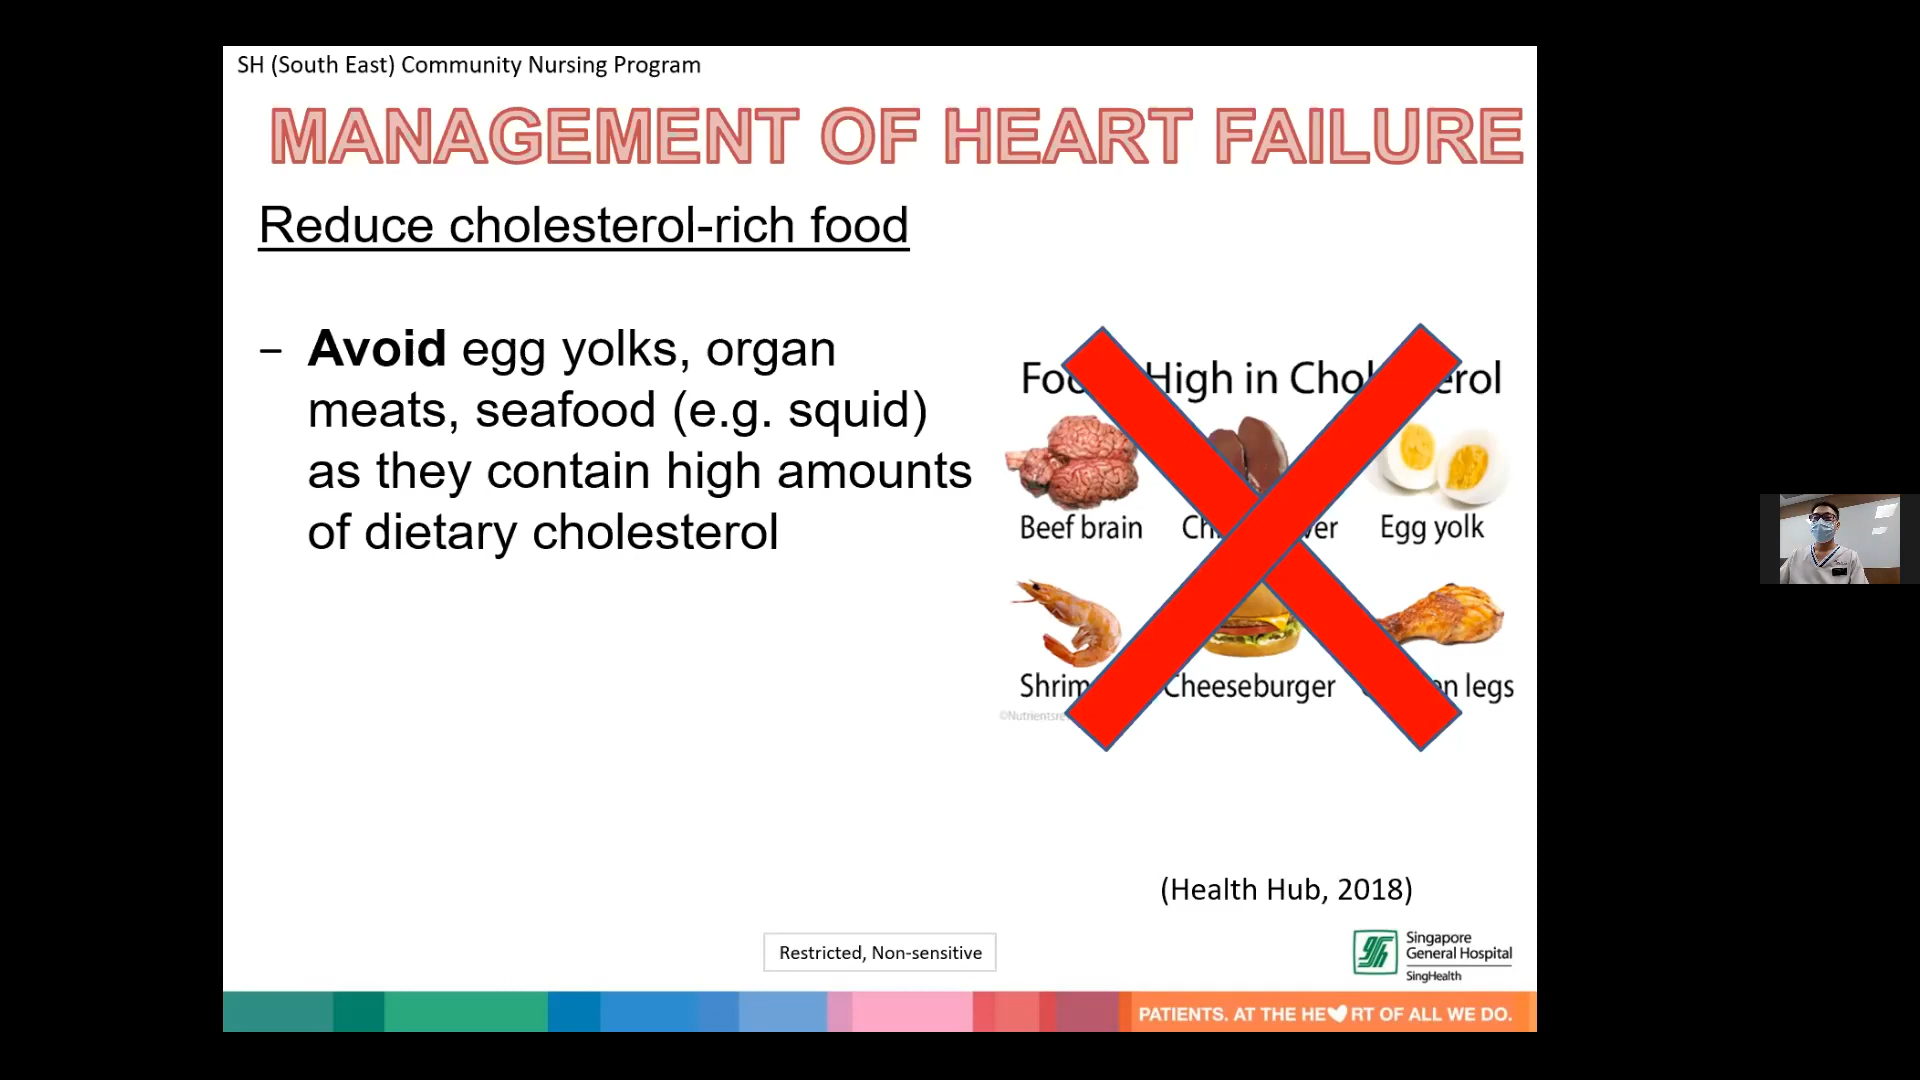 SH (South East) Community Nursing Program
MANAGEMENT OF HEART FAILURE
Reduce cholesterol-rich food
– Avoid egg yolks, organ
meats, seafood (e.g. squid)
as they contain high amounts
of dietary cholesterol
High in
Beef brain
Egg yolk
Cheeseburger
legs
(Health Hub, 2018)
Restricted, Non-sensitive
Singapore
General Hospital
SingHealth
PATIENTS. AT THE HE RT OF ALL WE DO.